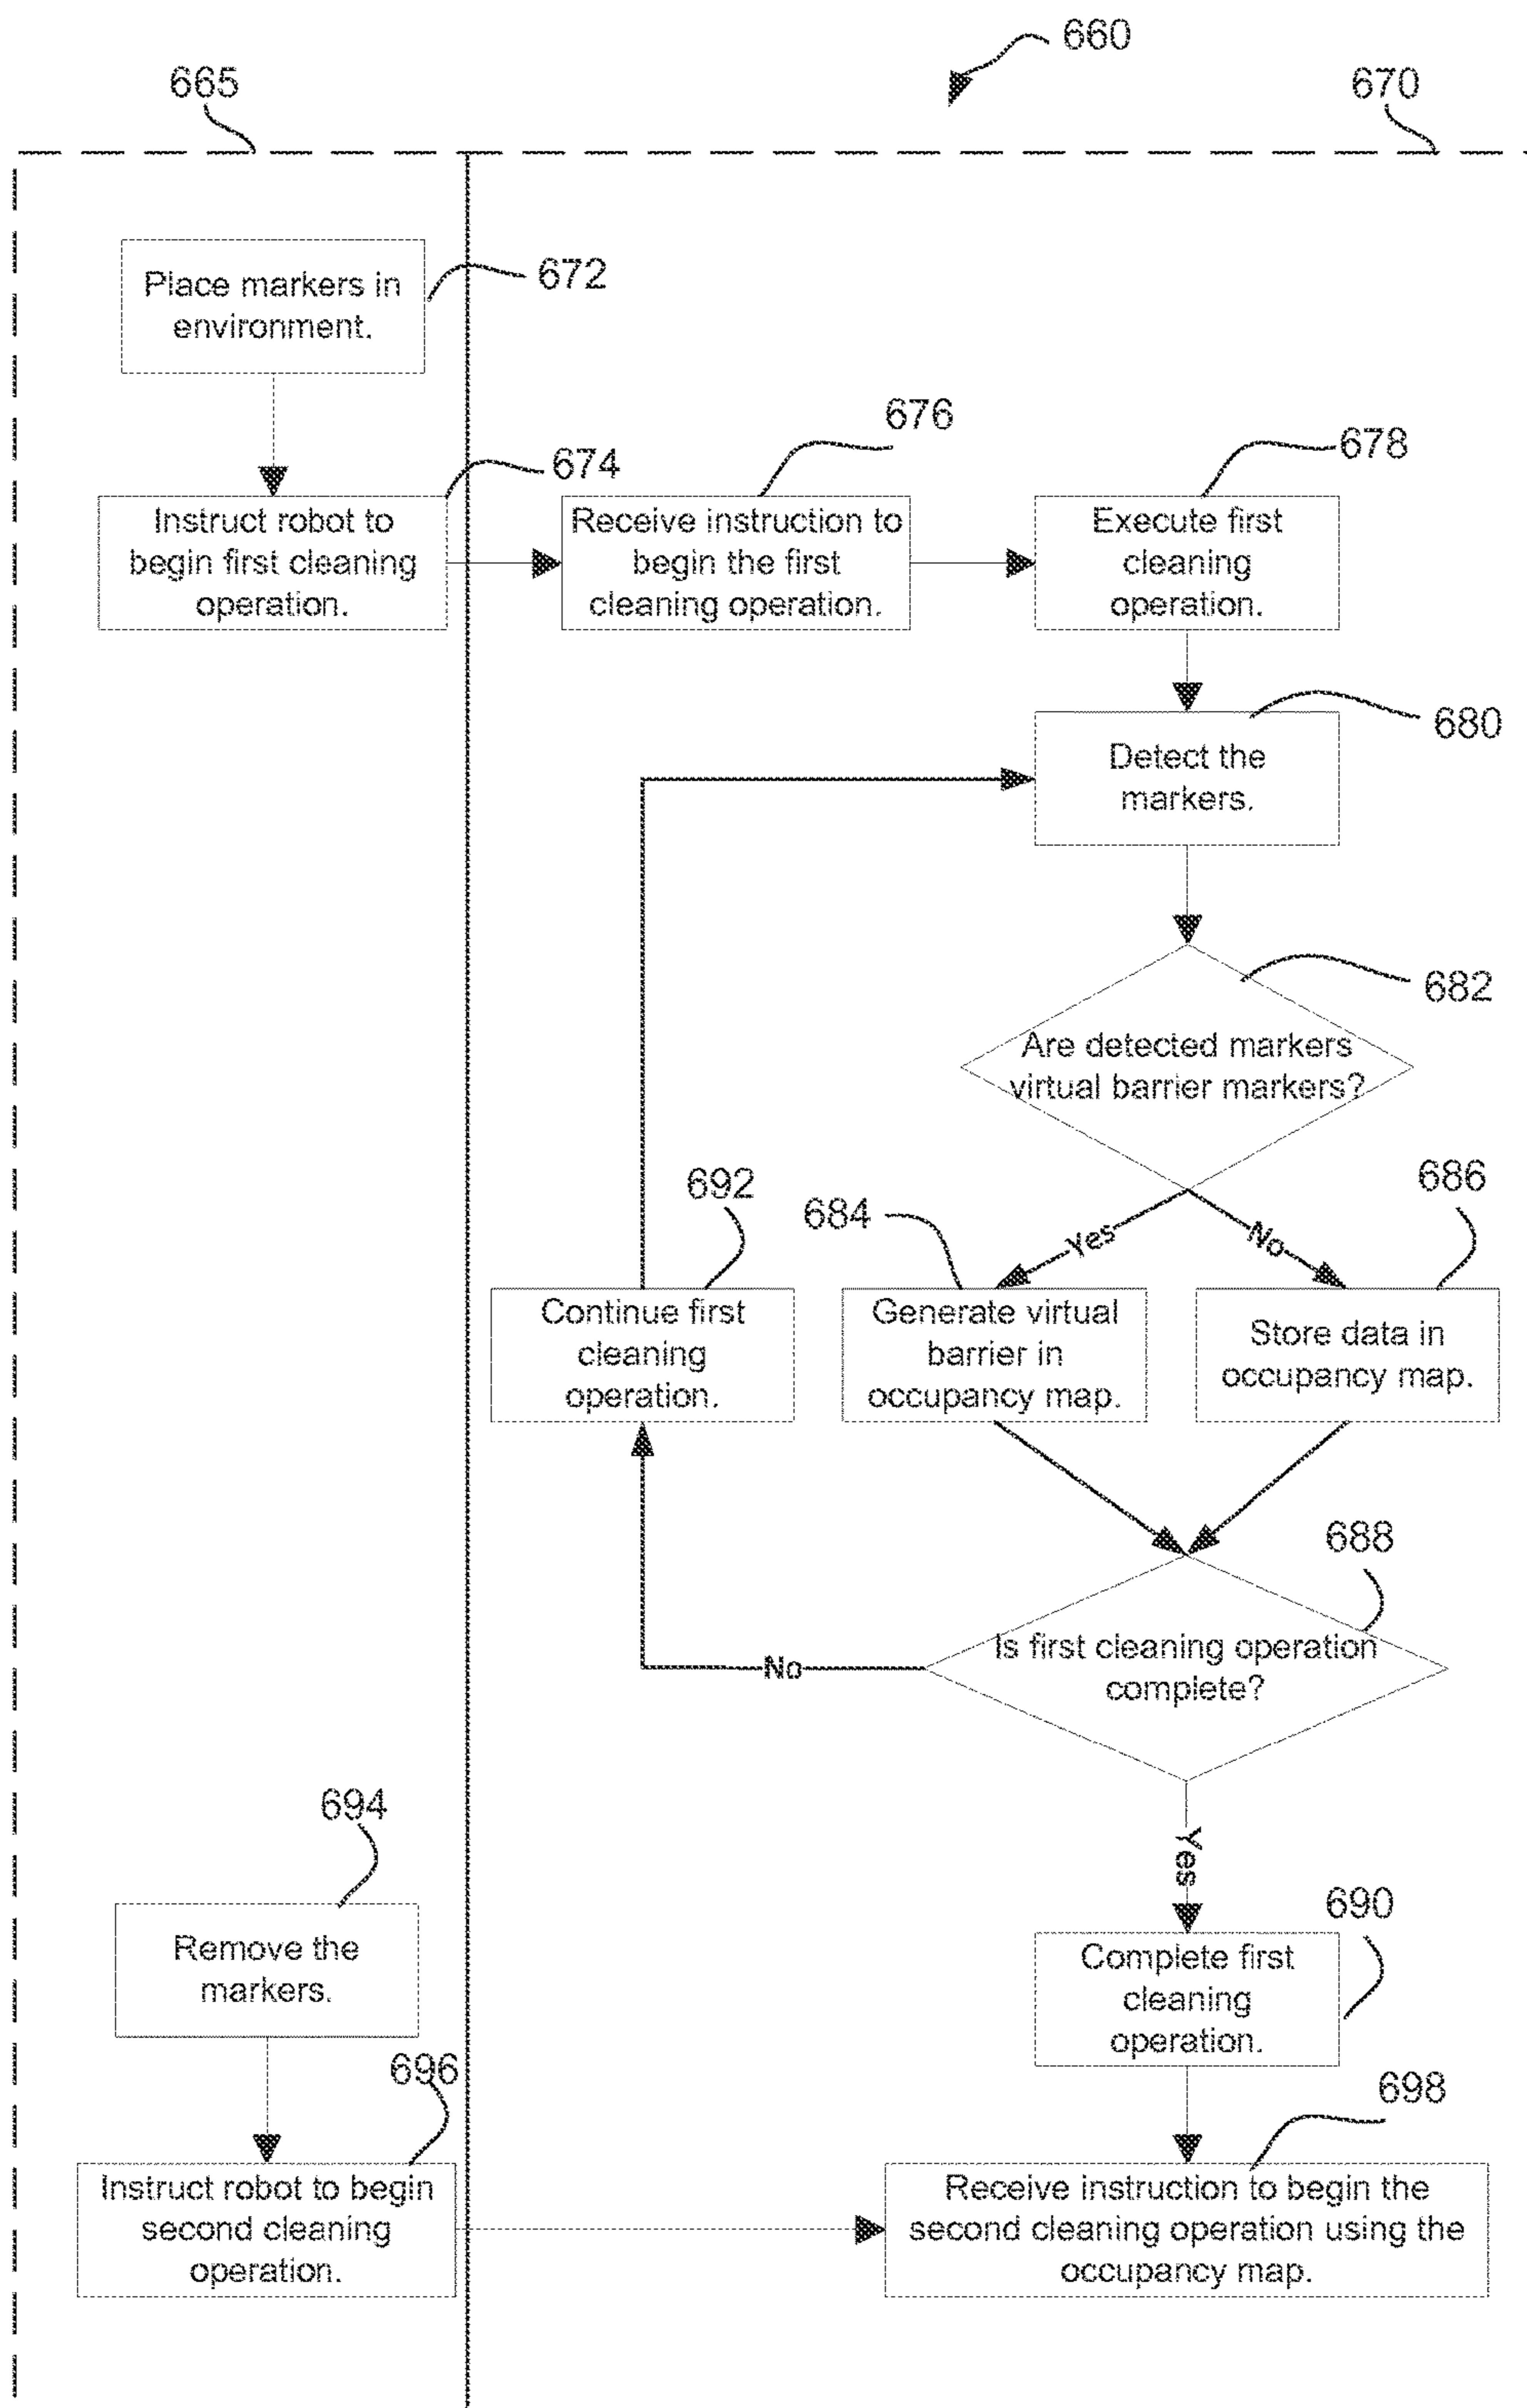 660
665
670
Place markers in
environment.
672
674
676
678
Instruct robot to
begin first cleaning
operation.
Receive instruction to
begin the first
cleaning operation.
Execute first
cleaning
operation.
680
Detect the
markers.
682
Are detected markers
virtual barrier markers?
Yes
No
684
686
692
Continue first
cleaning
operation.
Generate virtual
barrier in
occupancy map.
Store data in
occupancy map.
688
Is first cleaning operation
complete?
No
Yes
694
Remove the
markers.
690
Complete first
cleaning
operation.
696
698
Instruct robot to begin
second cleaning
operation.
Receive instruction to begin the
second cleaning operation using the
occupancy map.